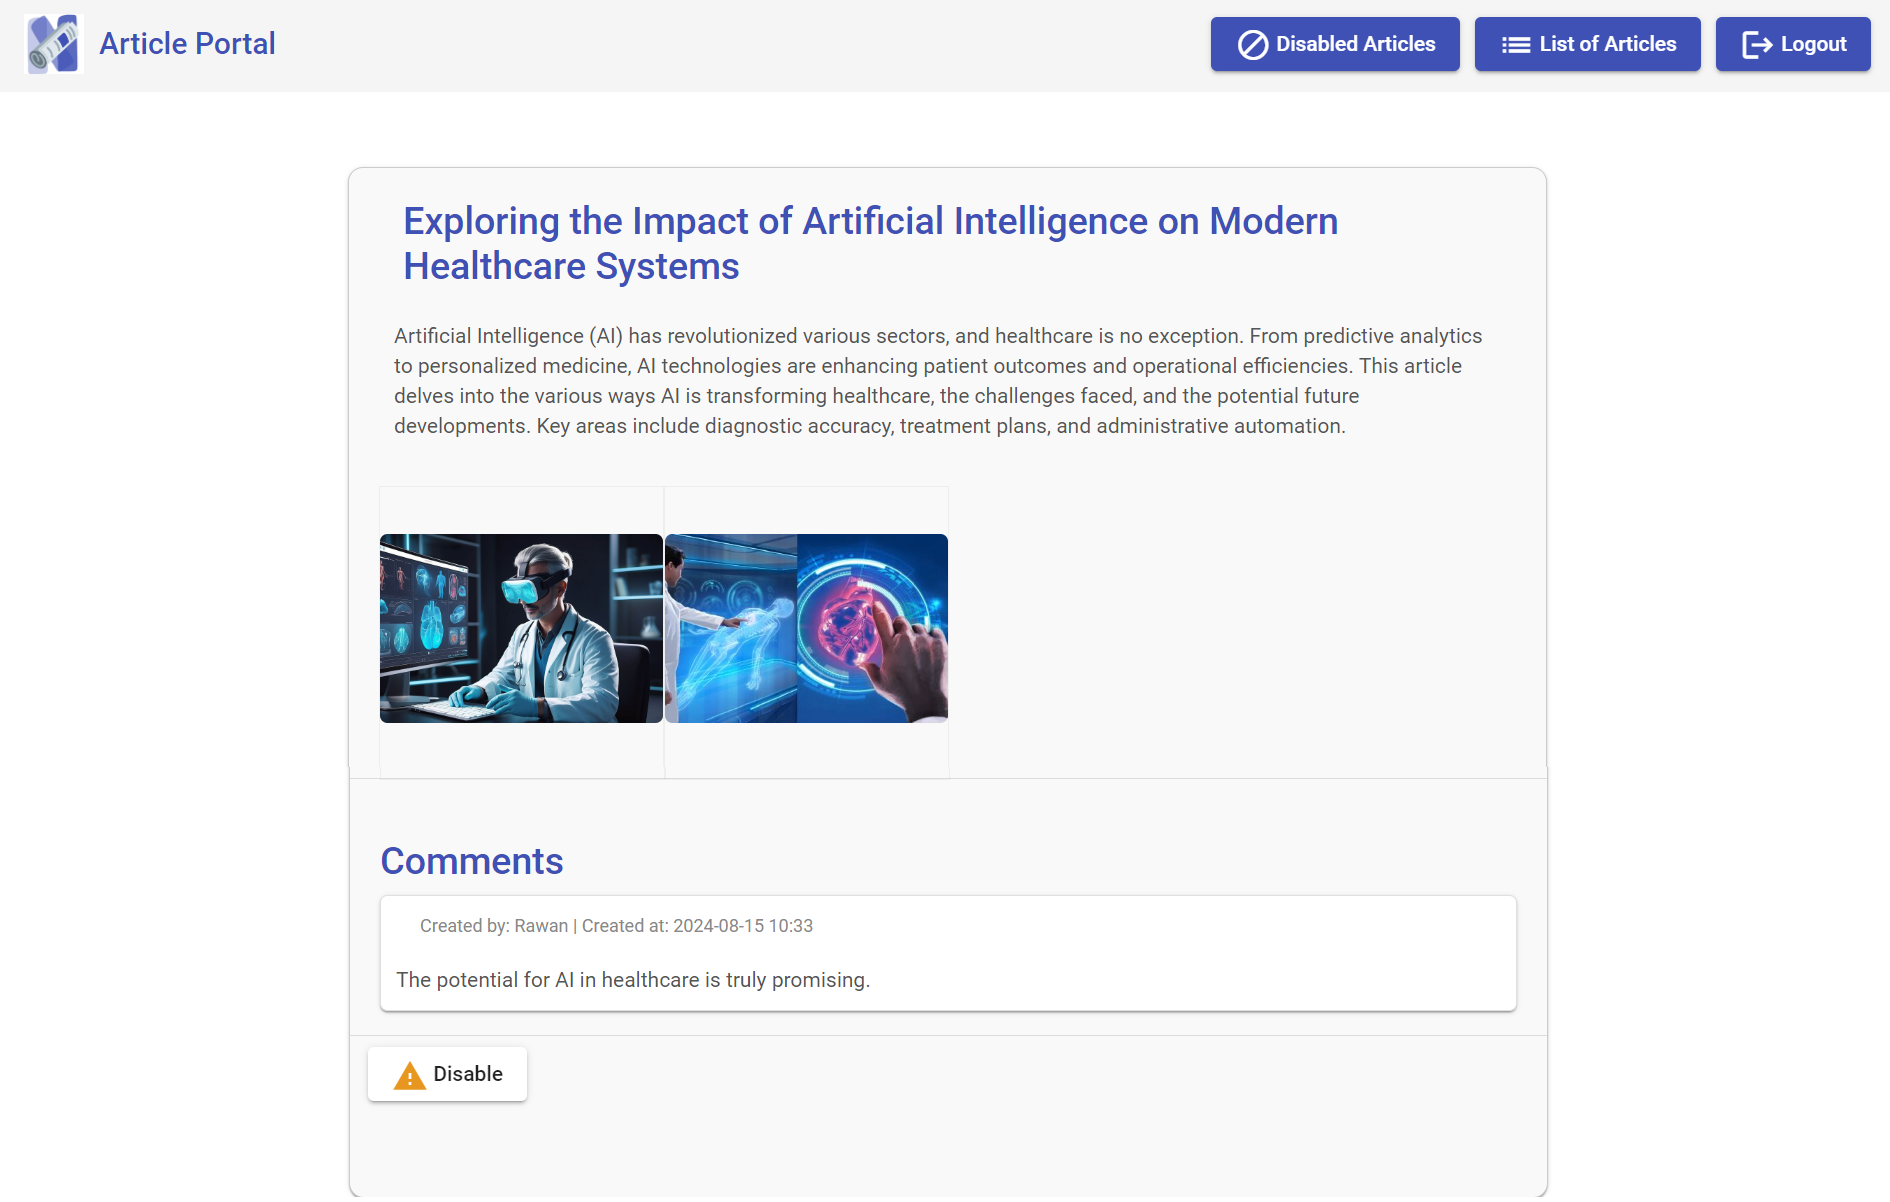 Article Portal
Disabled Articles
List of Articles
Logout
Exploring the Impact of Artificial Intelligence on Modern
Healthcare Systems
Artificial Intelligence (AI) has revolutionized various sectors, and healthcare is no exception. From predictive analytics
to personalized medicine, AI technologies are enhancing patient outcomes and operational efficiencies. This article
delves into the various ways AI is transforming healthcare, the challenges faced, and the potential future
developments. Key areas include diagnostic accuracy, treatment plans, and administrative automation.
Comments
Created by: Rawan | Created at: 2024-08-15 10:33
The potential for AI in healthcare is truly promising.
Disable